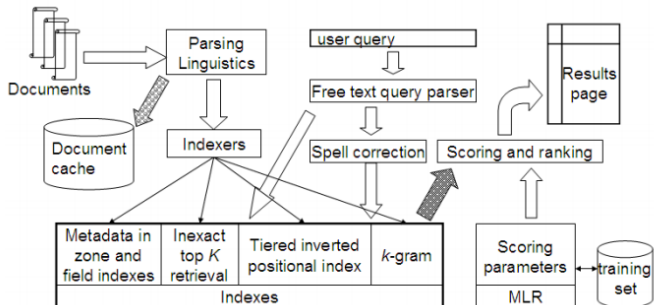 Parsing
Linguistics
user query
Results
page
Documents
Free text query parser
Document
cache
Indexers
Spell correction
Scoring and ranking
Metadata in
zone and
field indexes
Inexact
top K
retrieval
Tiered inverted
positional index
k-gram
Indexes
Scoring
parameters
MLR
training
set